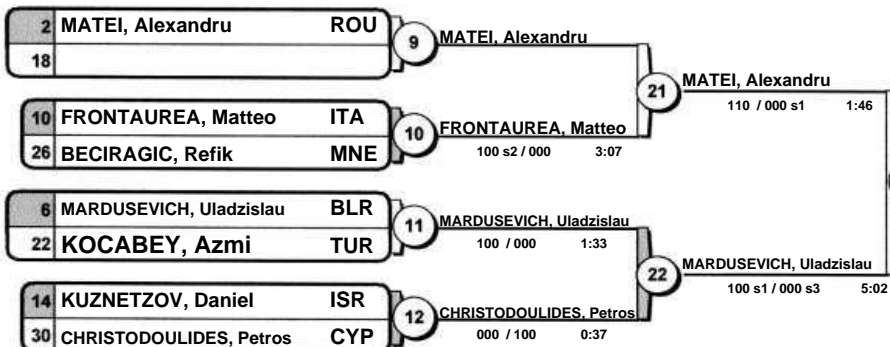 2 MATEI, Alexandru ROU
18
9
MATEI, Alexandru
10 FRONTAUREA, Matteo ITA
26 BECIRAGIC, Refik MNE
10
FRONTAUREA, Matteo
100 s2 / 000 3:07
21
MATEI, Alexandru
110 / 000 s1 1:46
6 MARDUSEVICH, Uladzislau BLR
22 KOCABEY, Azmi TUR
11
MARDUSEVICH, Uladzislau
100 / 000 1:33
14 KUZNETZOV, Daniel ISR
30 CHRISTODOULIDES, Petros CYP
12
CHRISTODOULIDES, Petros
000 / 100 0:37
22
MARDUSEVICH, Uladzislau
100 s1 / 000 s3 5:02